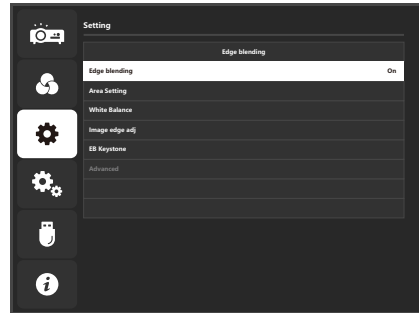 Setting
Edge blending
Edge blending On
Area Setting
White Balance
Image edge adj
EB Keystone
Advanced